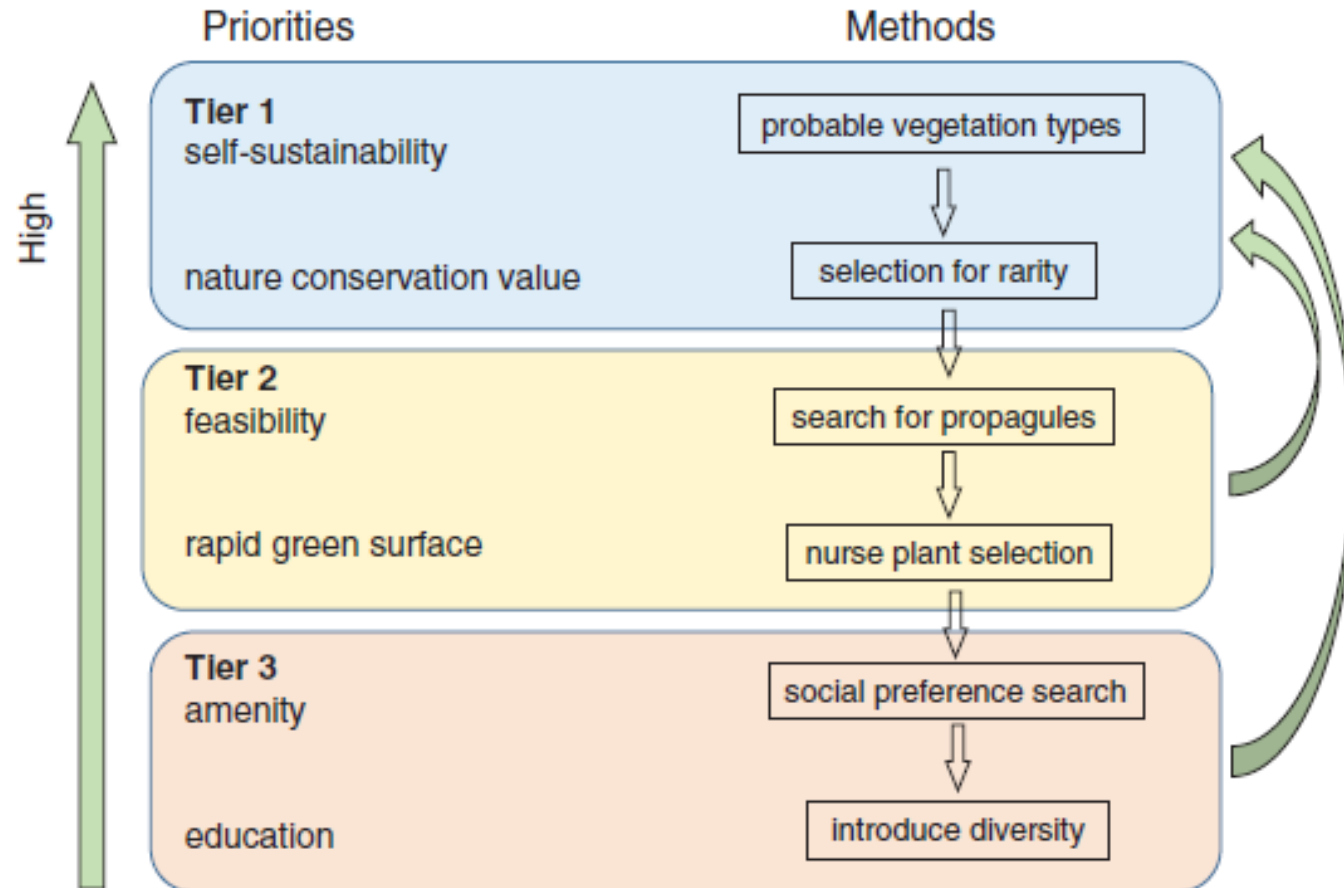 Priorities
Methods
High
Tier 1
self-sustainability
probable vegetation types
nature conservation value
selection for rarity
Tier 2
feasibility
search for propagules
rapid green surface
nurse plant selection
Tier 3
amenity
social preference search
education
introduce diversity